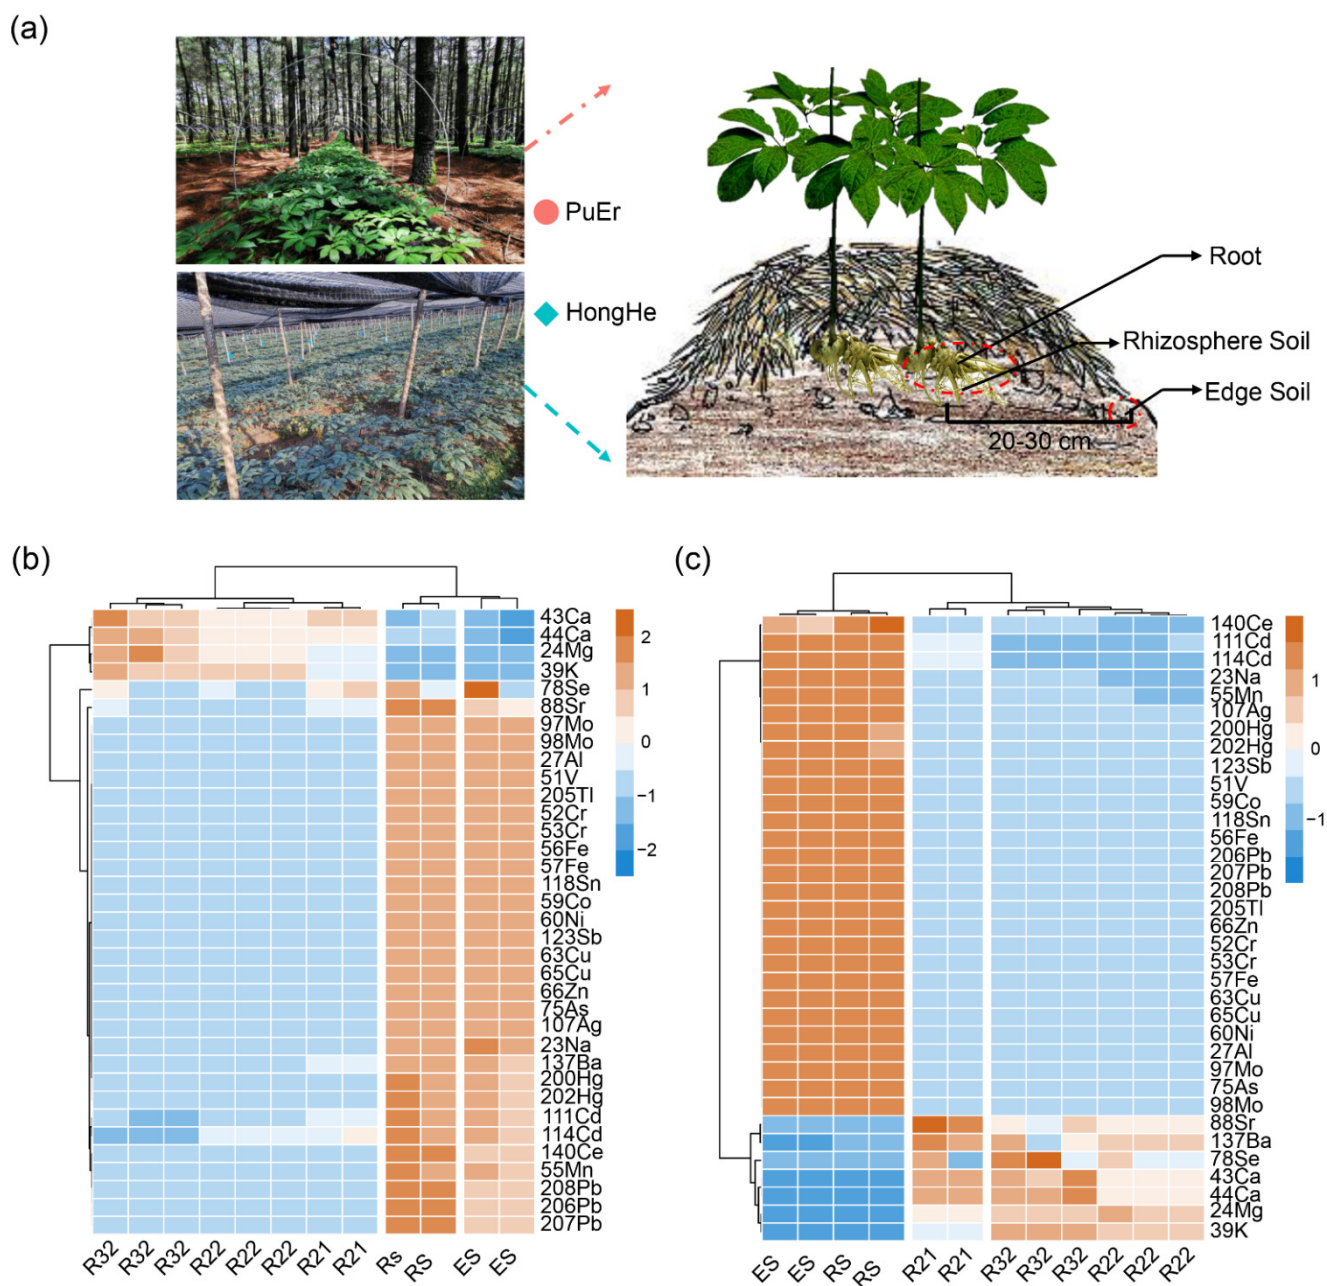 (a)
PuEr
HongHe
Root
Rhizosphere Soil
Edge Soil
20-30 cm
(b)
43Ca
44Ca
24Mg
39K
78Se
88Sr
97Mo
98Mo
27Al
51V
205Tl
52Cr
53Cr
56Fe
57Fe
118Sn
59Co
60Ni
123Sb
63Cu
65Cu
66Zn
75As
107Ag
23Na
137Ba
200Hg
202Hg
111Cd
114Cd
140Ce
55Mn
208Pb
206Pb
207Pb
2
1
0
−1
−2
R32 R32 R32 R22 R22 R22 R21 R21 Rs RS ES ES
(c)
140Ce
111Cd
114Cd
23Na
55Mn
107Ag
200Hg
202Hg
123Sb
51V
59Co
118Sn
56Fe
206Pb
207Pb
208Pb
205Tl
66Zn
52Cr
53Cr
57Fe
63Cu
65Cu
60Ni
27Al
97Mo
75As
98Mo
88Sr
137Ba
78Se
43Ca
44Ca
24Mg
39K
1
0
−1
ES ES RS RS R21 R21 R32 R32 R32 R22 R22 R22